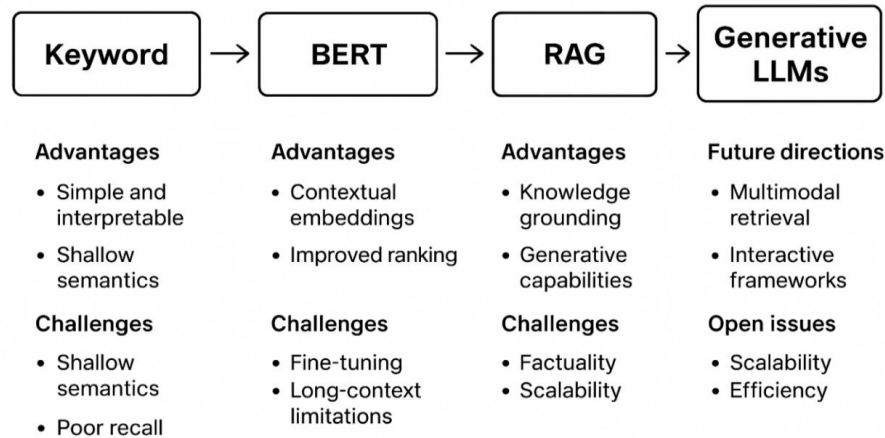 Keyword
BERT
RAG
Generative
LLMs
Advantages
• Simple and
interpretable
• Shallow
semantics
Challenges
• Shallow
semantics
• Poor recall
Advantages
• Contextual
embeddings
• Improved ranking
Challenges
• Fine-tuning
• Long-context
limitations
Advantages
• Knowledge
grounding
• Generative
capabilities
Challenges
• Factuality
• Scalability
Future directions
• Multimodal
retrieval
• Interactive
frameworks
Open issues
• Scalability
• Efficiency